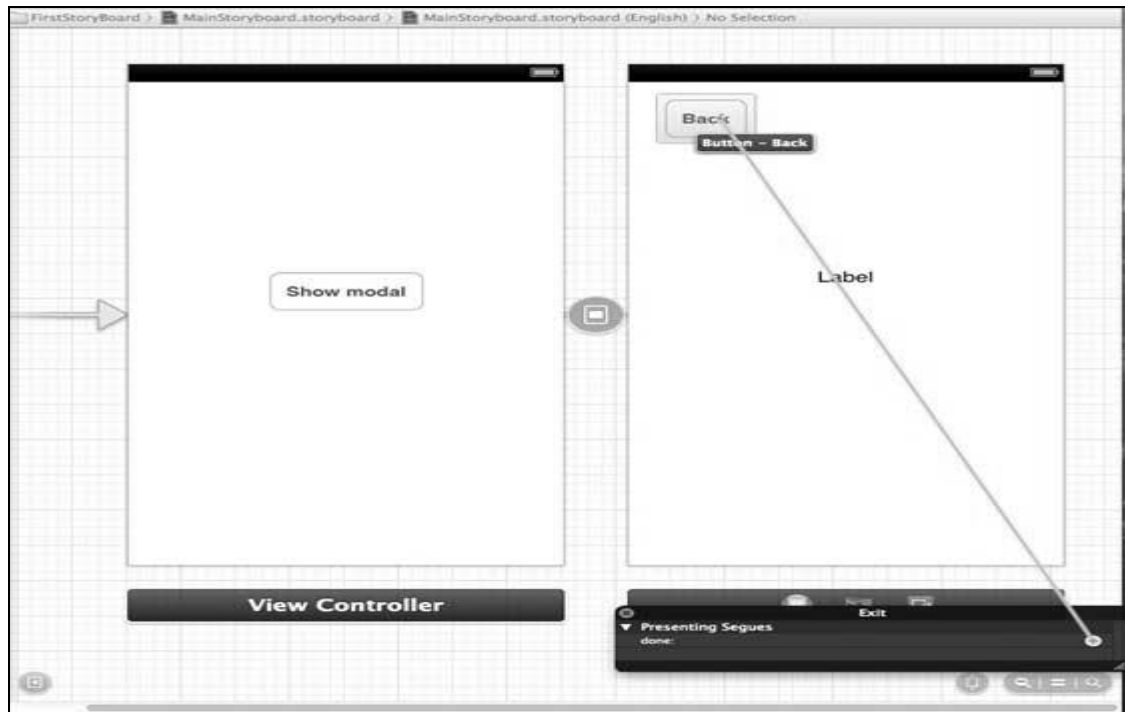 FirstStoryBoard > MainStoryboard.storyboard > MainStoryboard.storyboard (English) > No Selection
Back
Button - Back
Label
Show modal
View Controller
Exit
Presenting Segues
done: